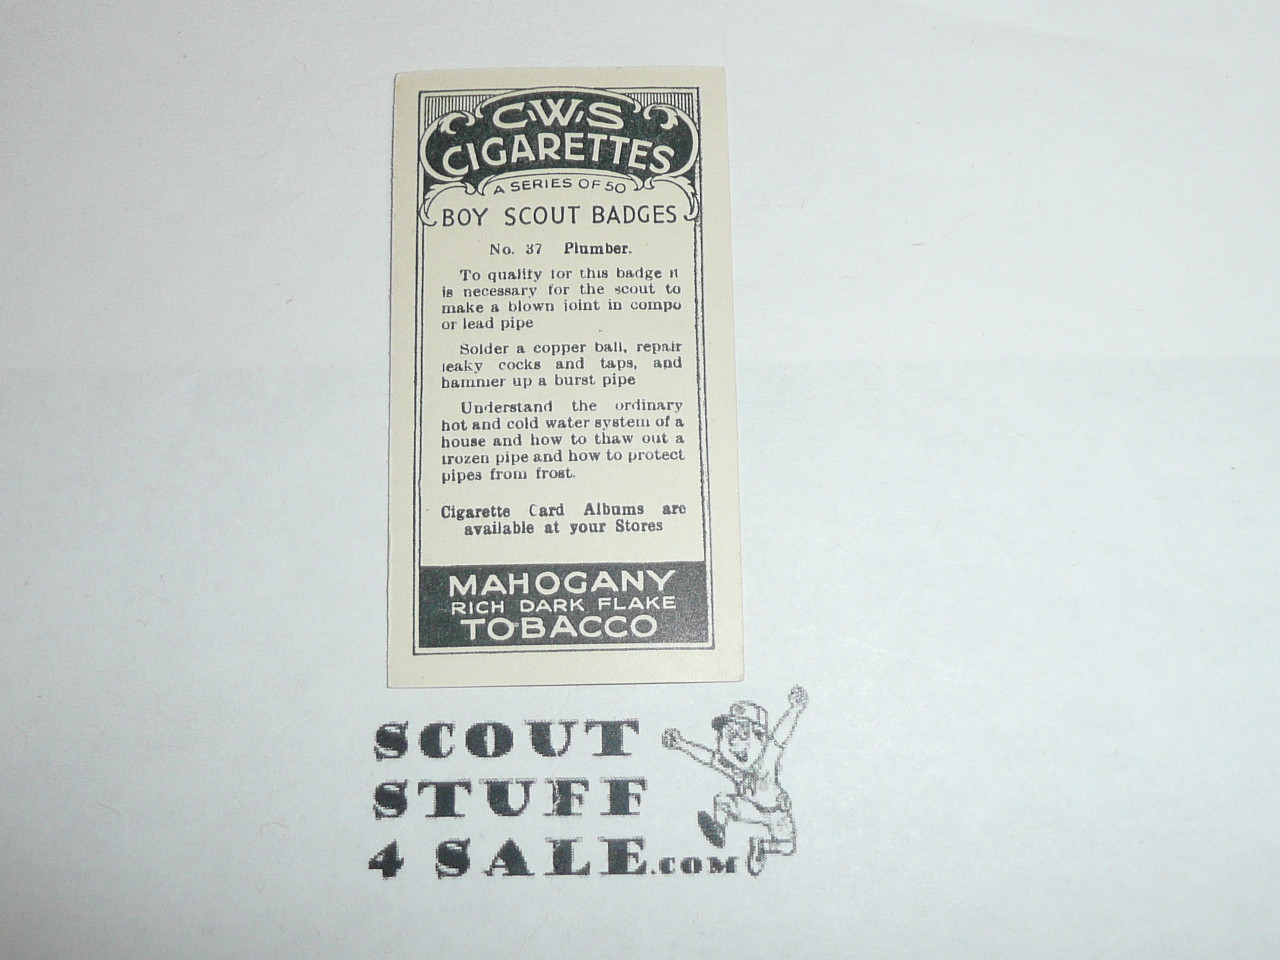 C.W.S
CIGARETTES
A SERIES OF 50
BOY SCOUT BADGES
No. 37 Plumber.
To qualify for this badge it
is necessary for the scout to
make a blown joint in compo
or lead pipe
Solder a copper ball, repair
leaky cocks and taps, and
hammer up a burst pipe
Understand the ordinary
hot and cold water system of a
house and how to thaw out a
frozen pipe and how to protect
pipes from frost.
Cigarette Card Albums are
available at your Stores
MAHOGANY
RICH DARK FLAKE
TOBACCO
SCOUT
STUFF
4 SALE.COM